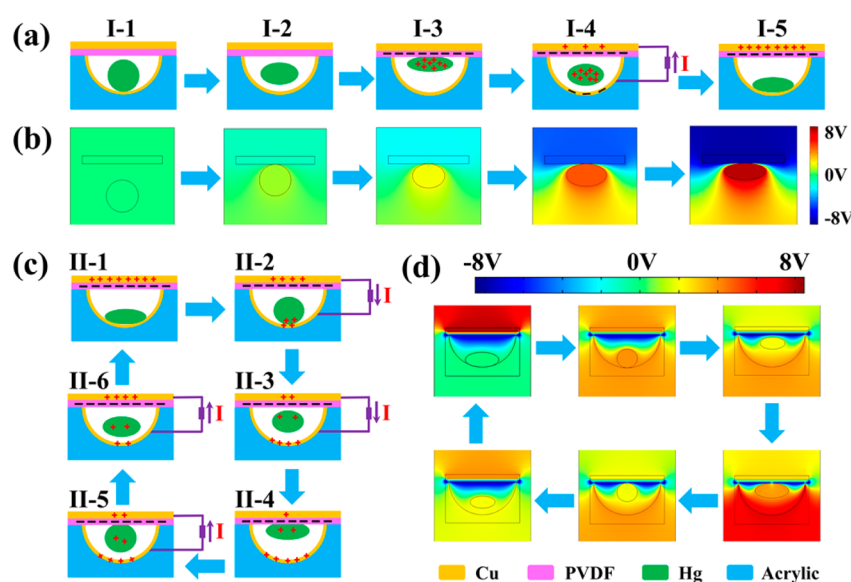 (a) I-1 I-2 I-3 I-4 I-5
I
(b) 8V
0V
-8V
(c) II-1 II-2
I
II-6 II-3
I I
II-5 II-4
I
(d) -8V 0V 8V
Cu PVDF Hg Acrylic